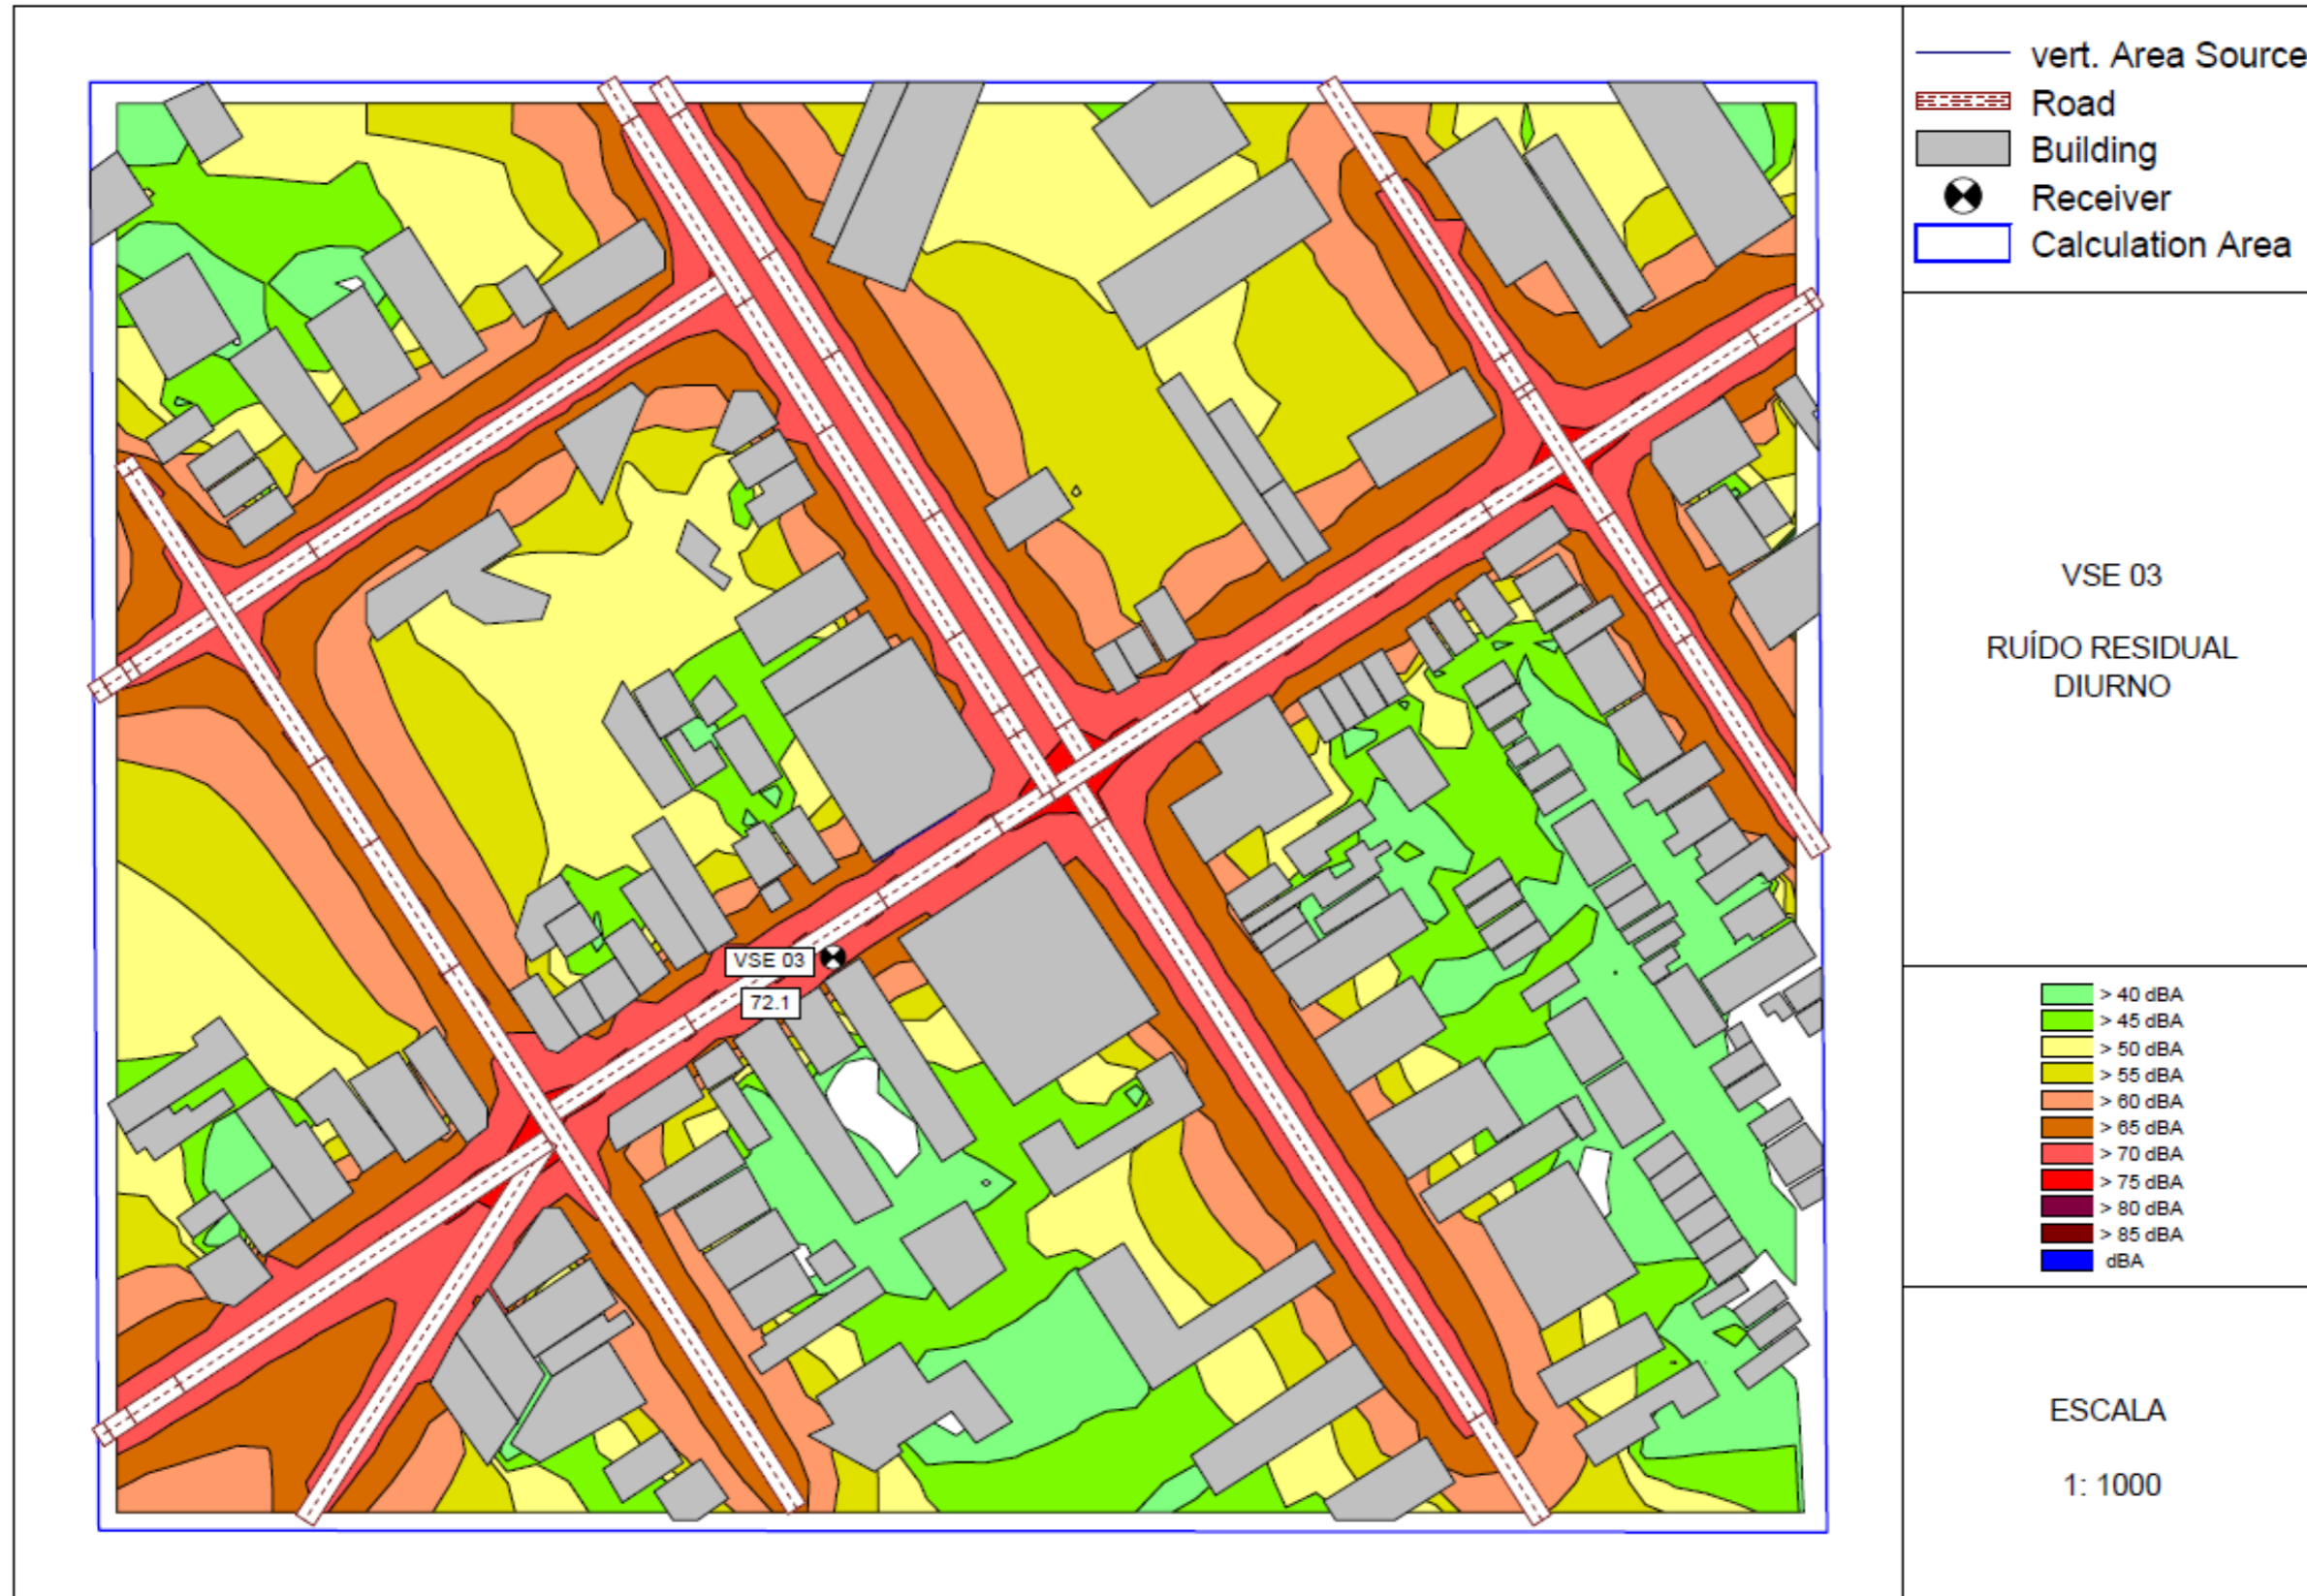 vert. Area Source
Road
Building
Receiver
Calculation Area
VSE 03
RUÍDO RESIDUAL
DIURNO
VSE 03
72.1
> 40 dBA
> 45 dBA
> 50 dBA
> 55 dBA
> 60 dBA
> 65 dBA
> 70 dBA
> 75 dBA
> 80 dBA
> 85 dBA
dBA
ESCALA
1: 1000